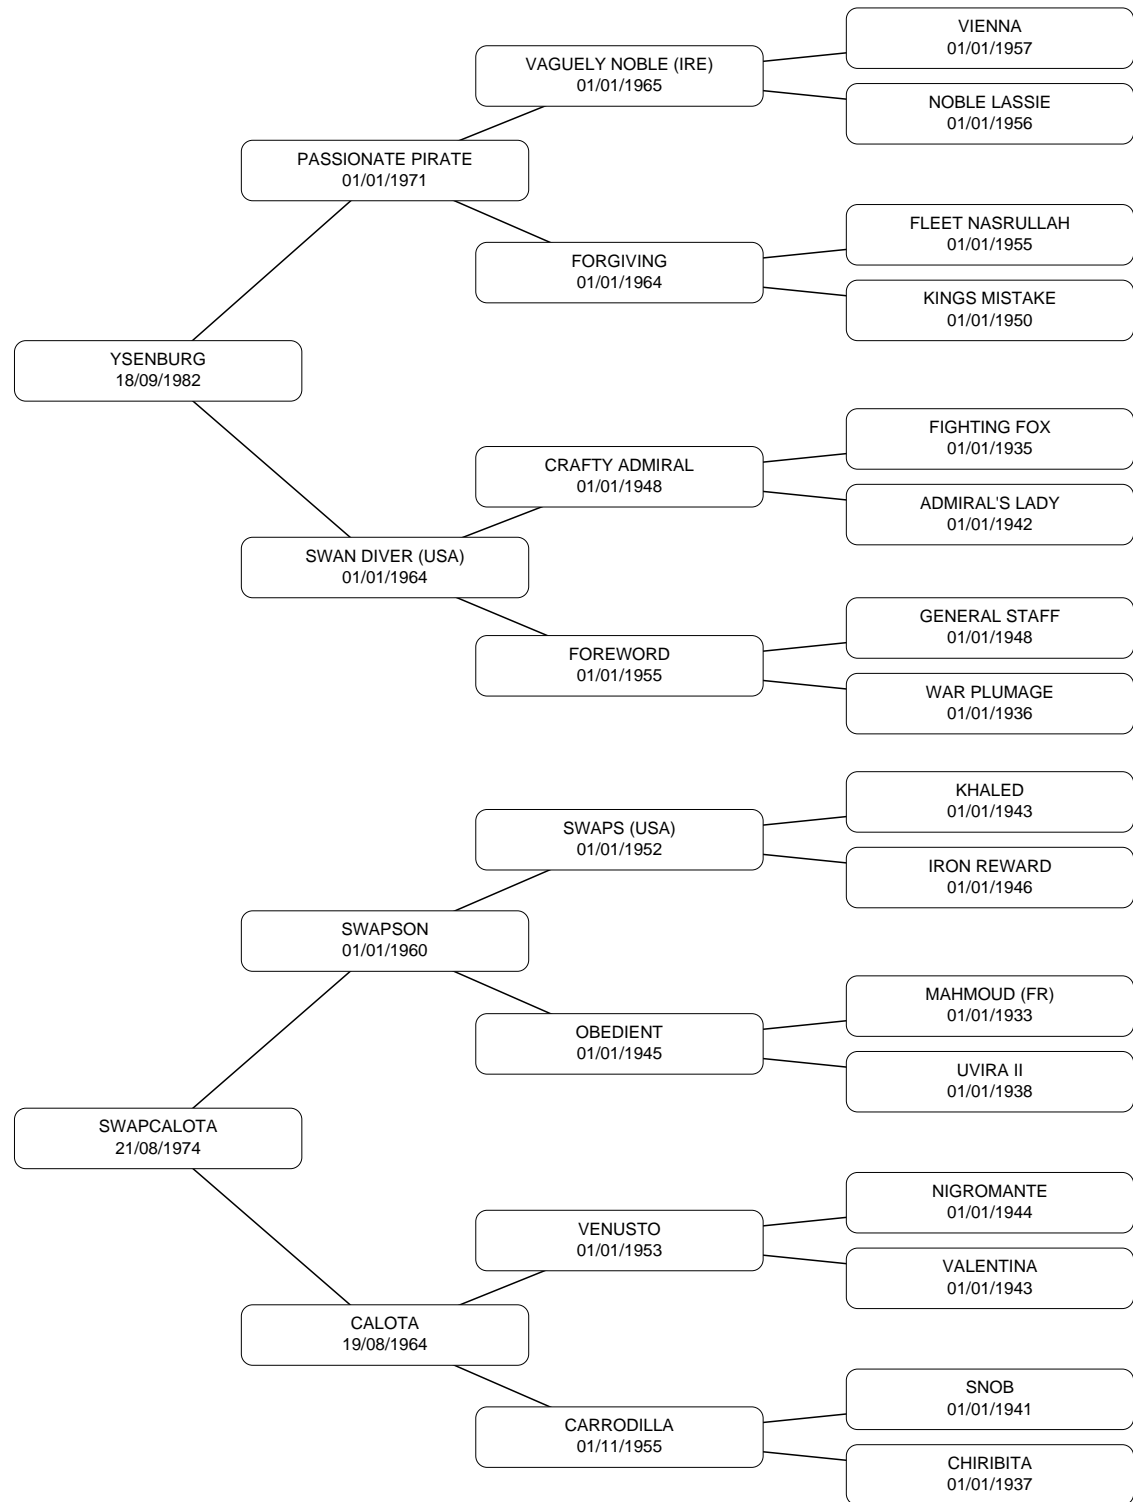 VIENNA
01/01/1957
VAGUELY NOBLE (IRE)
01/01/1965
NOBLE LASSIE
01/01/1956
PASSIONATE PIRATE
01/01/1971
FLEET NASRULLAH
01/01/1955
FORGIVING
01/01/1964
KINGS MISTAKE
01/01/1950
YSENBURG
18/09/1982
FIGHTING FOX
01/01/1935
CRAFTY ADMIRAL
01/01/1948
ADMIRAL'S LADY
01/01/1942
SWAN DIVER (USA)
01/01/1964
GENERAL STAFF
01/01/1948
FOREWORD
01/01/1955
WAR PLUMAGE
01/01/1936
KHALED
01/01/1943
SWAPS (USA)
01/01/1952
IRON REWARD
01/01/1946
SWAPSON
01/01/1960
MAHMOUD (FR)
01/01/1933
OBEDIENT
01/01/1945
UVIRA II
01/01/1938
SWAPCALOTA
21/08/1974
NIGROMANTE
01/01/1944
VENUSTO
01/01/1953
VALENTINA
01/01/1943
CALOTA
19/08/1964
SNOB
01/01/1941
CARRODILLA
01/11/1955
CHIRIBITA
01/01/1937